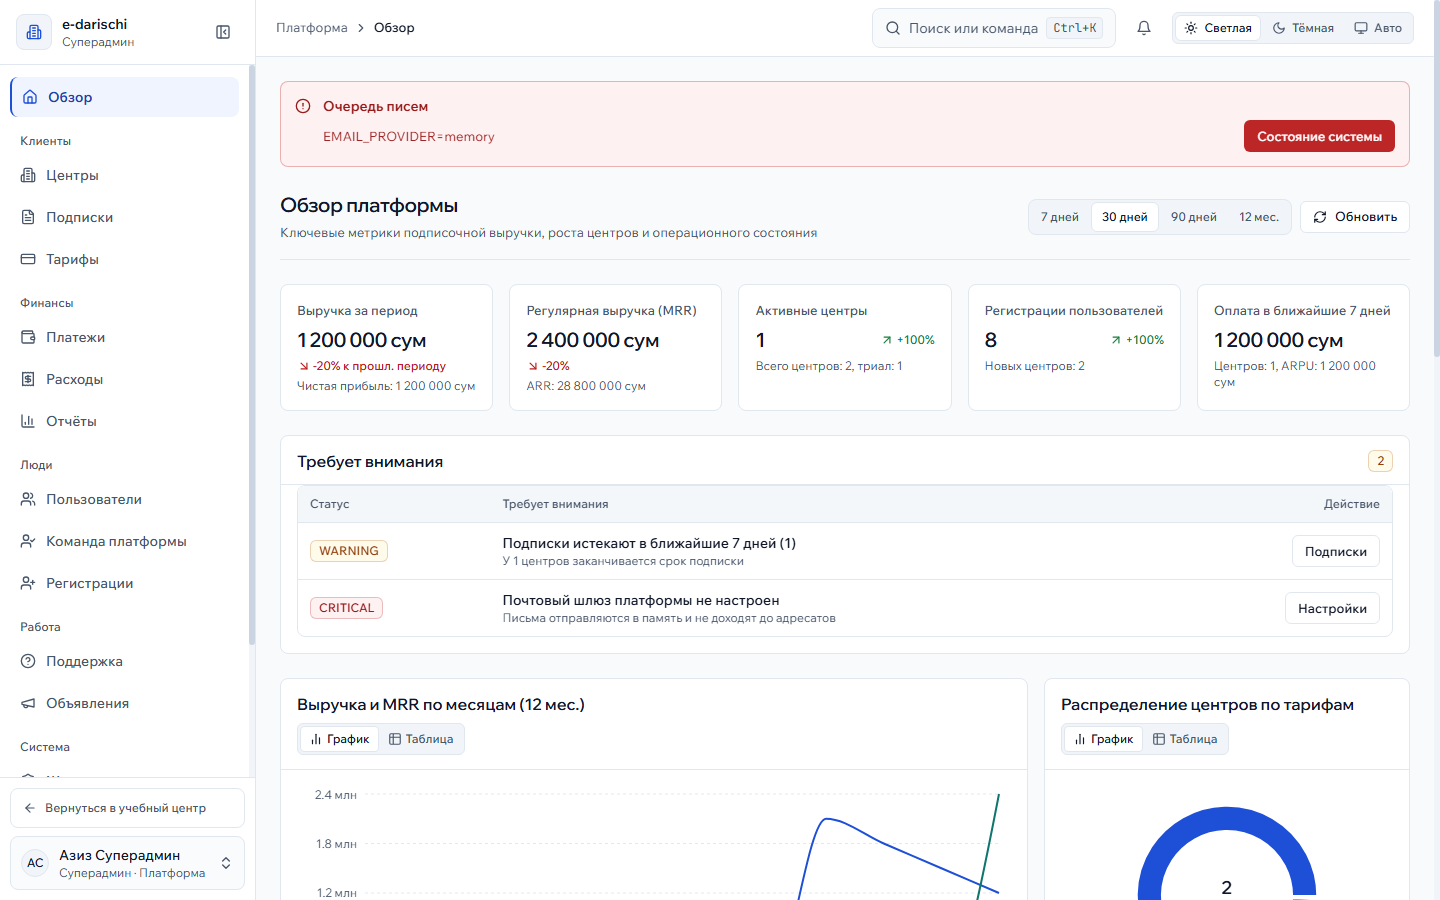 e-darischi
Суперадмин
Обзор
Клиенты
Центры
Подписки
Тарифы
Финансы
Платежи
Расходы
Отчёты
Люди
Пользователи
Команда платформы
Регистрации
Работа
Поддержка
Объявления
Система
Вернуться в учебный центр
АС
Азиз Суперадмин
Суперадмин · Платформа
Платформа > Обзор
Поиск или команда Ctrl+K
Светлая Тёмная Авто
Очередь писем
EMAIL_PROVIDER=memory
Состояние системы
Обзор платформы
Ключевые метрики подписочной выручки, роста центров и операционного состояния
7 дней 30 дней 90 дней 12 мес. Обновить
Выручка за период
1 200 000 сум
-20% к прошл. периоду
Чистая прибыль: 1 200 000 сум
Регулярная выручка (MRR)
2 400 000 сум
-20%
ARR: 28 800 000 сум
Активные центры
1 +100%
Всего центров: 2, триал: 1
Регистрации пользователей
8 +100%
Новых центров: 2
Оплата в ближайшие 7 дней
1 200 000 сум
Центров: 1, ARPU: 1 200 000
сум
Требует внимания 2
Статус Требует внимания Действие
WARNING Подписки истекают в ближайшие 7 дней (1) Подписки
У 1 центров заканчивается срок подписки
CRITICAL Почтовый шлюз платформы не настроен Настройки
Письма отправляются в память и не доходят до адресатов
Выручка и MRR по месяцам (12 мес.)
График Таблица
2.4 млн
1.8 млн
1.2 млн
Распределение центров по тарифам
График Таблица
2